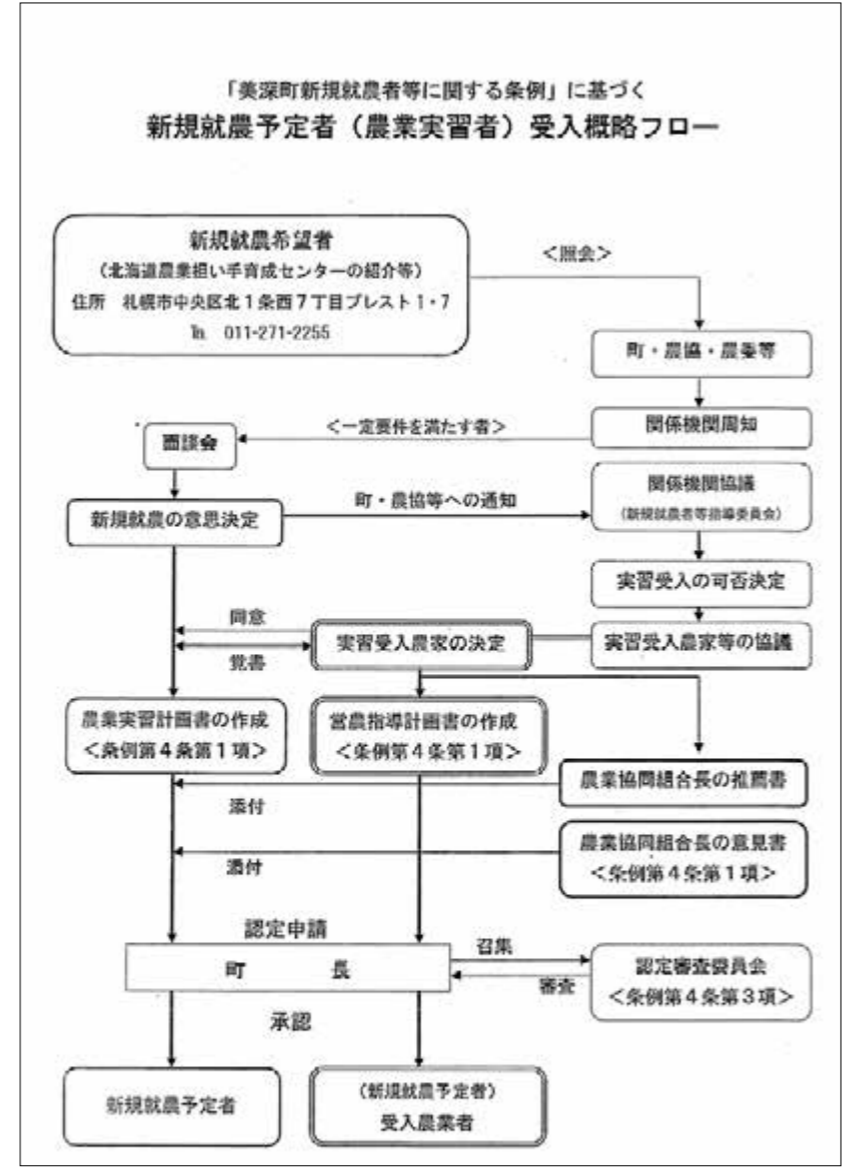 「美深町新規就農者等に関する条例」に基づく
新規就農予定者（農業実習者）受入概略フロー
新規就農希望者
（北海道農業担い手育成センターの紹介等）
住所　札幌市中央区北１条西７丁目プレスト１・７
℡　011-271-2255
＜照会＞
町・農協・農委等
関係機関周知
＜一定要件を満たす者＞
面談会
関係機関協議
（新規就農者等指導委員会）
町・農協等への通知
新規就農の意思決定
実習受入の可否決定
同意
実習受入農家の決定
実習受入農家等の協議
覚書
農業実習計画書の作成
＜条例第４条第１項＞
営農指導計画書の作成
＜条例第４条第１項＞
農業協同組合長の推薦書
添付
農業協同組合長の意見書
＜条例第４条第１項＞
添付
認定申請
町　　　長
召集
審査
認定審査委員会
＜条例第４条第３項＞
承認
新規就農予定者
（新規就農予定者）
受入農業者